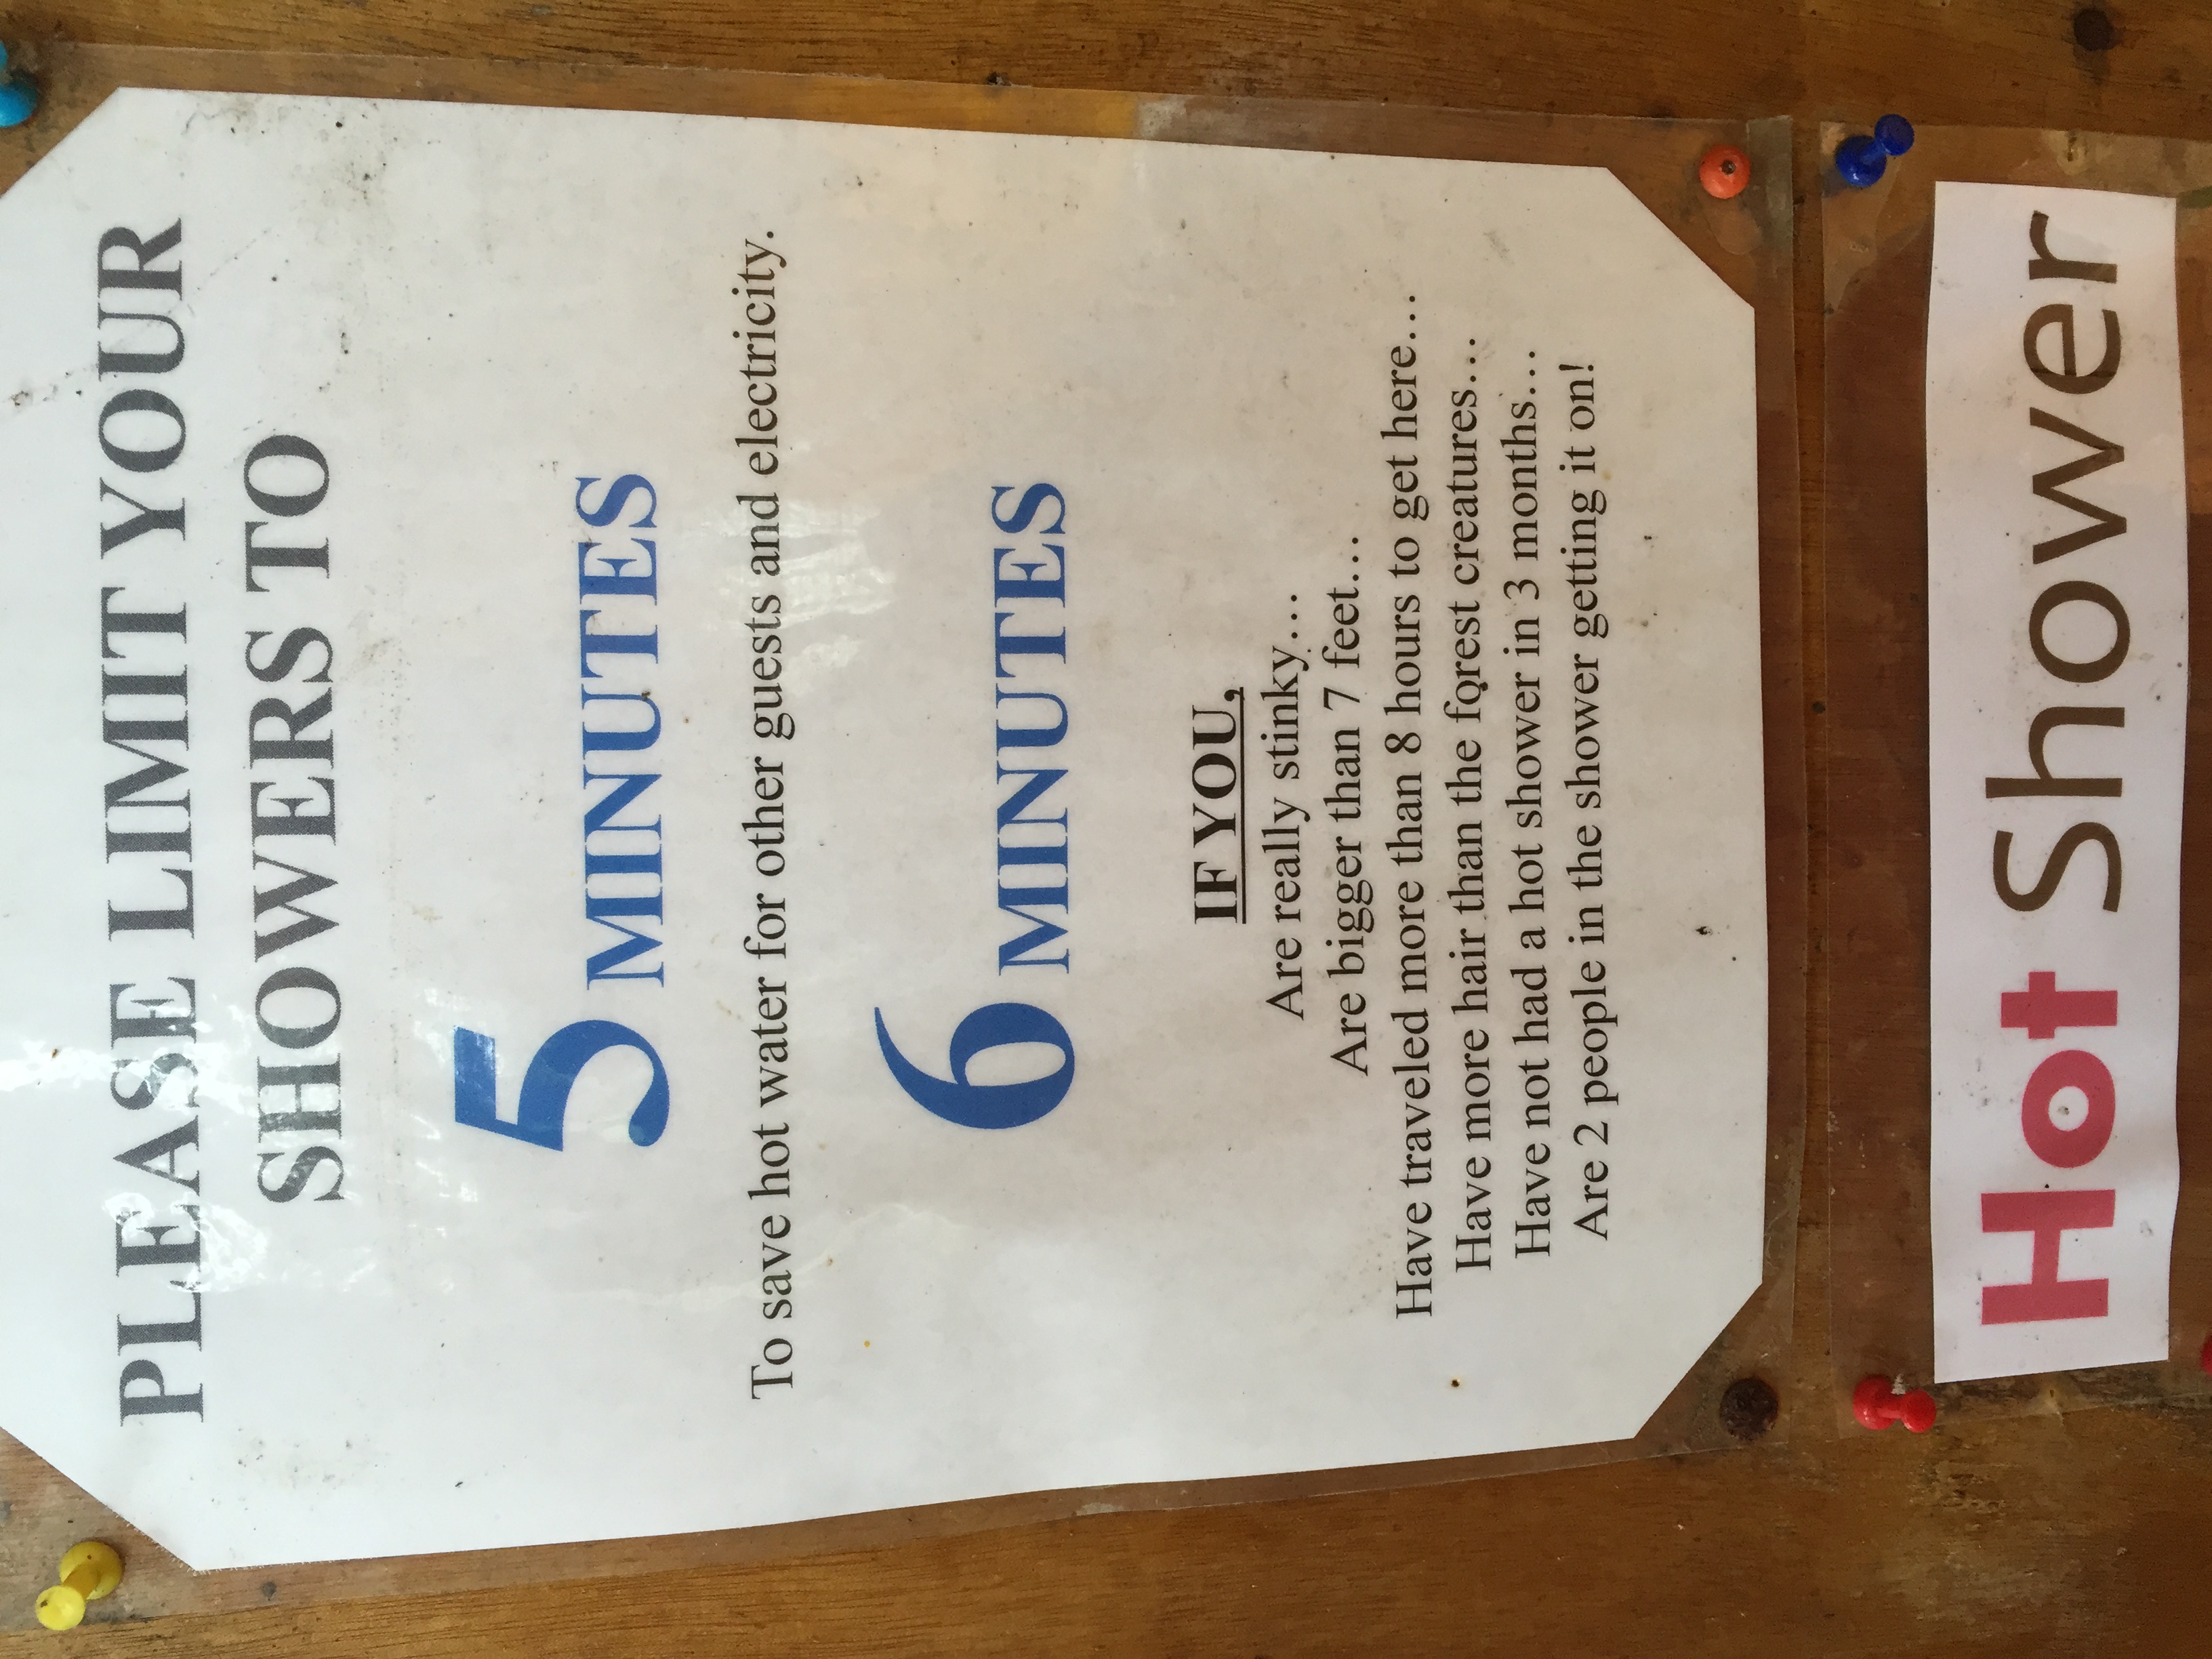 PLEASE LIMIT YOUR
SHOWERS TO
5 MINUTES
To save hot water for other guests and electricity.
6 MINUTES
IF YOU,
Are really stinky…
Are bigger than 7 feet…
Have traveled more than 8 hours to get here…
Have more hair than the forest creatures…
Have not had a hot shower in 3 months…
Are 2 people in the shower getting it on!
Hot Shower